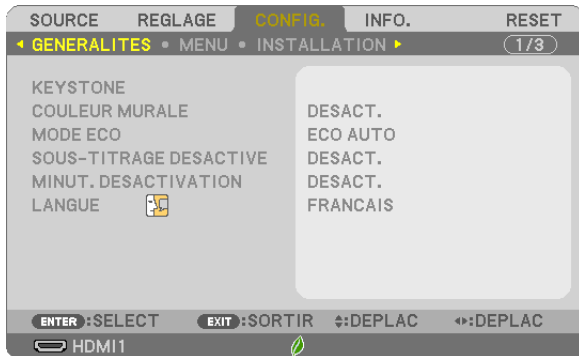 SOURCE REGLAGE CONFIG. INFO. RESET
GENERALITES • MENU • INSTALLATION 1/3
KEYSTONE
COULEUR MURALE DESACT.
MODE ECO ECO AUTO
SOUS-TITRAGE DESACTIVE DESACT.
MINUT. DESACTIVATION DESACT.
LANGUE FRANCAIS
ENTER :SELECT EXIT :SORTIR :DEPLAC :DEPLAC
HDMI1